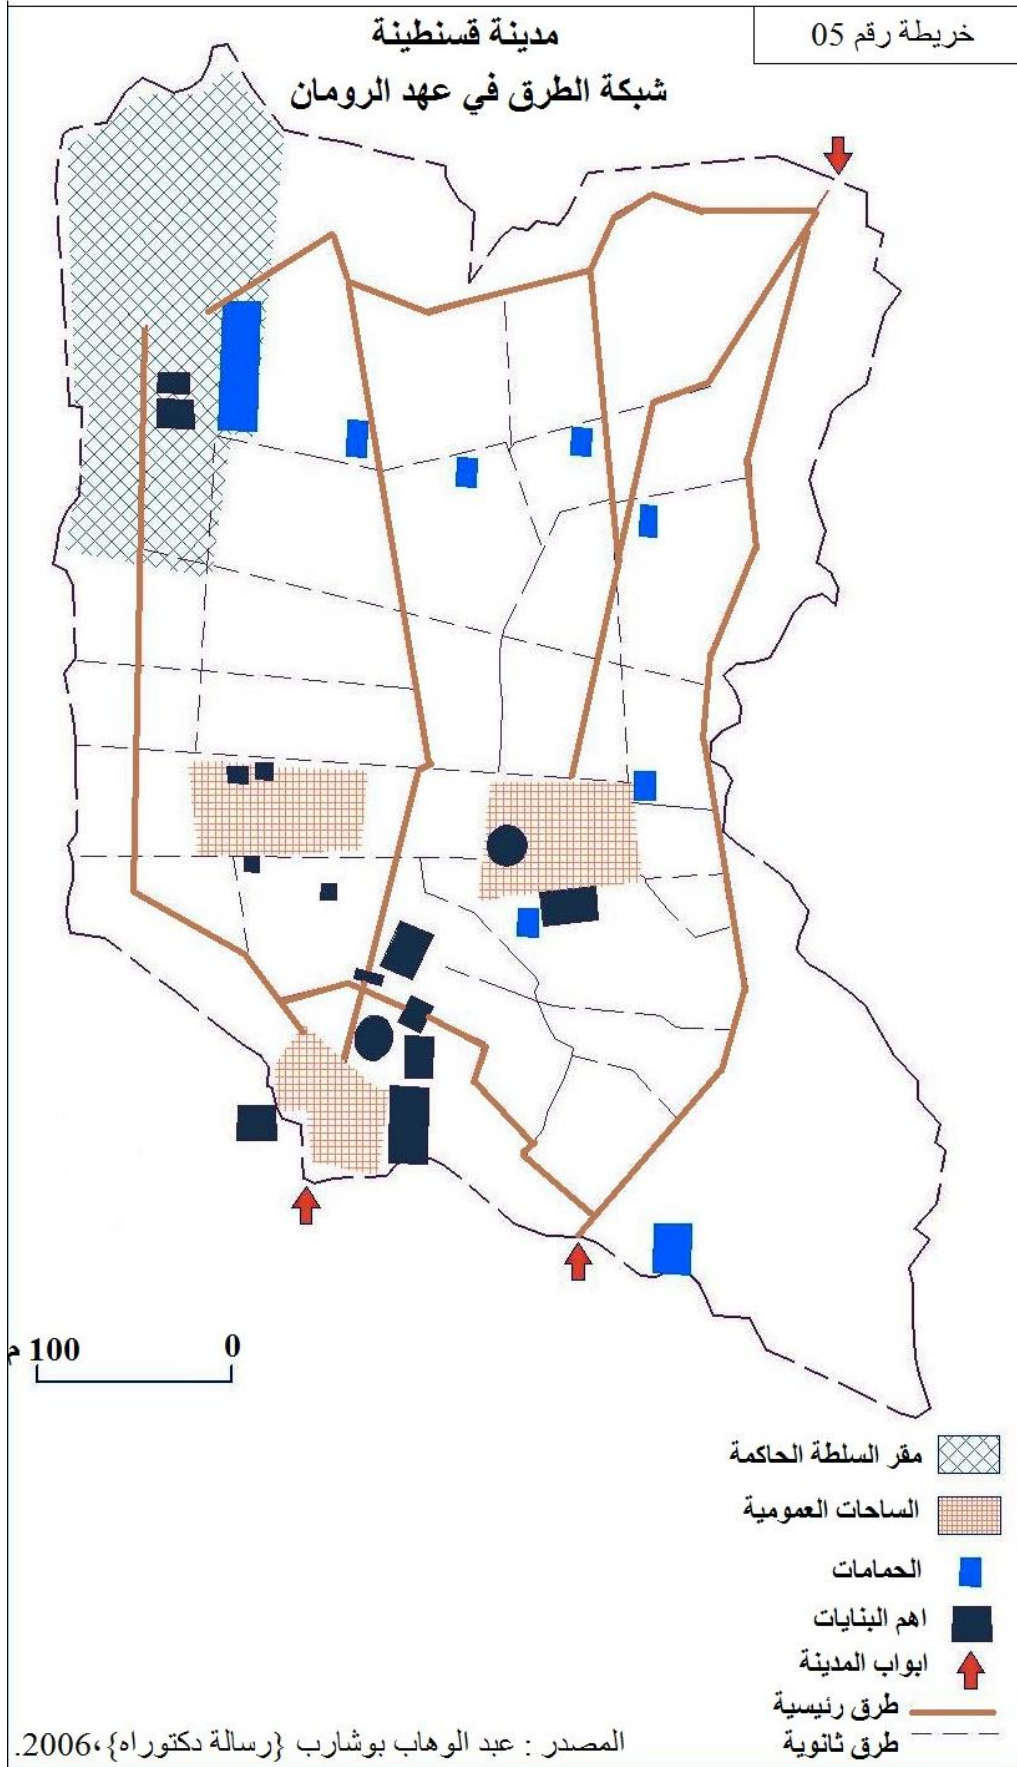 خريطة رقم 05
مدينة قسنطينة
شبكة الطرق في عهد الرومان
100 م
0
مقر السلطة الحاكمة
الساحات العمومية
الحمامات
اهم البنايات
ابواب المدينة
طرق رئيسية
طرق ثانوية
المصدر : عبد الوهاب بوشارب {رسالة دكتوراه}،2006.